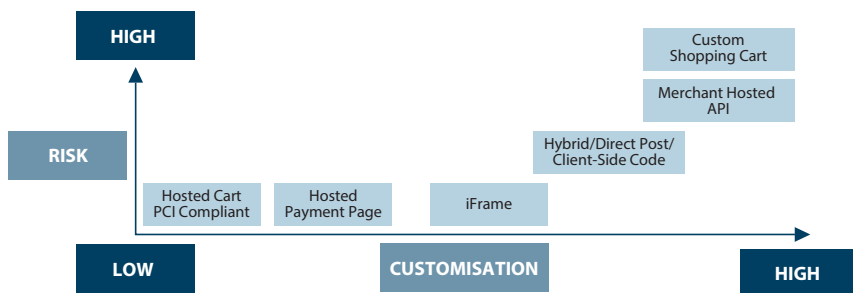 HIGH
Custom
Shopping Cart
Merchant Hosted
API
RISK
Hybrid/Direct Post/
Client-Side Code
Hosted Cart
PCI Compliant
Hosted
Payment Page
iFrame
LOW
CUSTOMISATION
HIGH